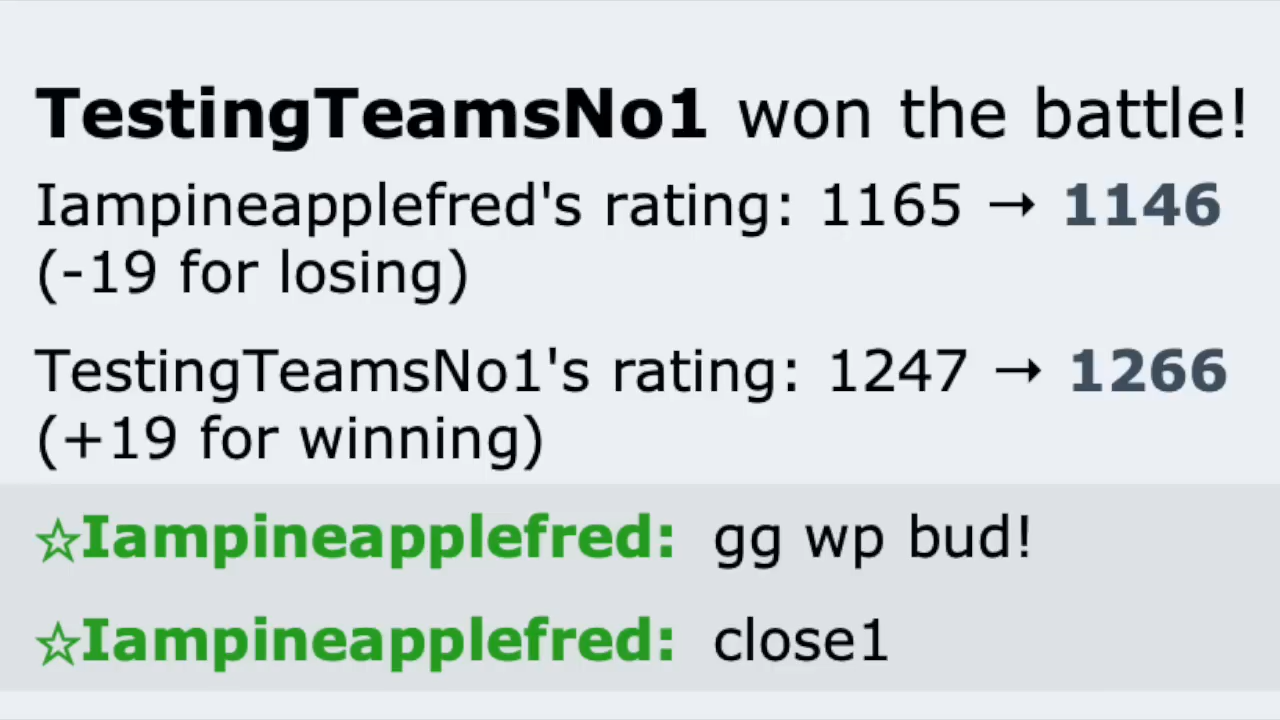 TestingTeamsNo1 won the battle!
Iampineapplefred's rating: 1165 → 1146
(-19 for losing)
TestingTeamsNo1's rating: 1247 → 1266
(+19 for winning)
☆Iampineapplefred: gg wp bud!
☆Iampineapplefred: close1